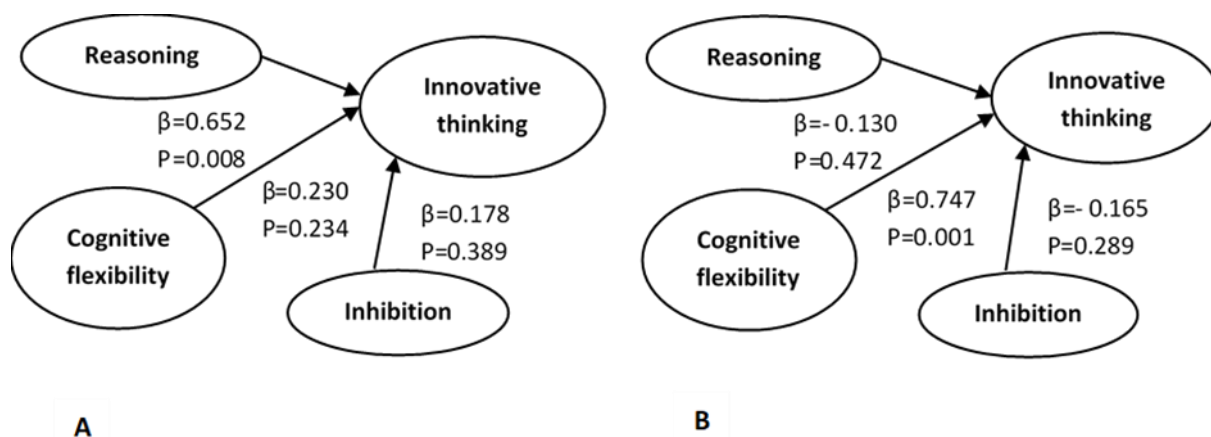 Reasoning
Innovative
thinking
β=0.652
P=0.008
β=0.230
P=0.234
β=0.178
P=0.389
Cognitive
flexibility
Inhibition
A
Reasoning
Innovative
thinking
β=- 0.130
P=0.472
β=0.747
P=0.001
β=- 0.165
P=0.289
Cognitive
flexibility
Inhibition
B